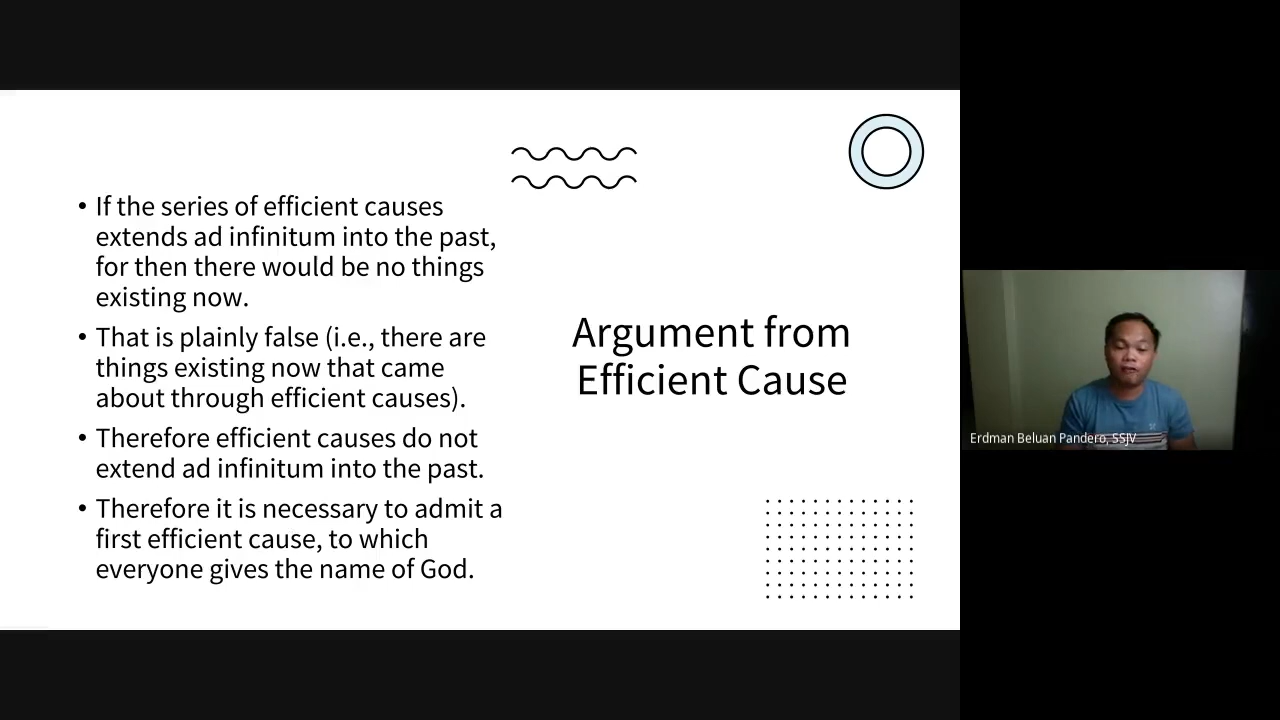 • If the series of efficient causes
extends ad infinitum into the past,
for then there would be no things
existing now.
• That is plainly false (i.e., there are
things existing now that came
about through efficient causes).
• Therefore efficient causes do not
extend ad infinitum into the past.
• Therefore it is necessary to admit a
first efficient cause, to which
everyone gives the name of God.
Argument from
Efficient Cause
Erdman Beluan Pandero, SSJV